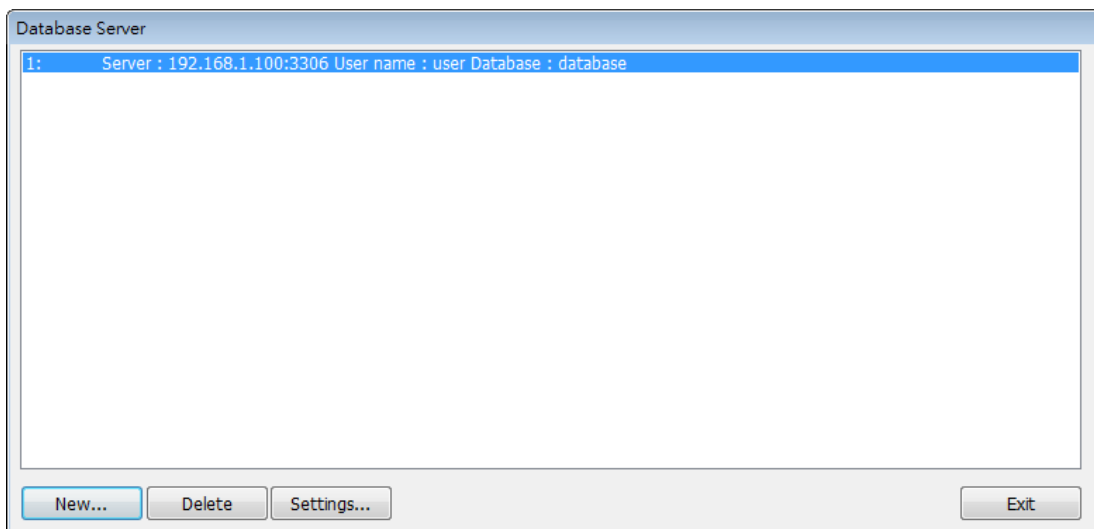 Database Server
1: Server : 192.168.1.100:3306 User name : user Database : database
New... Delete Settings... Exit